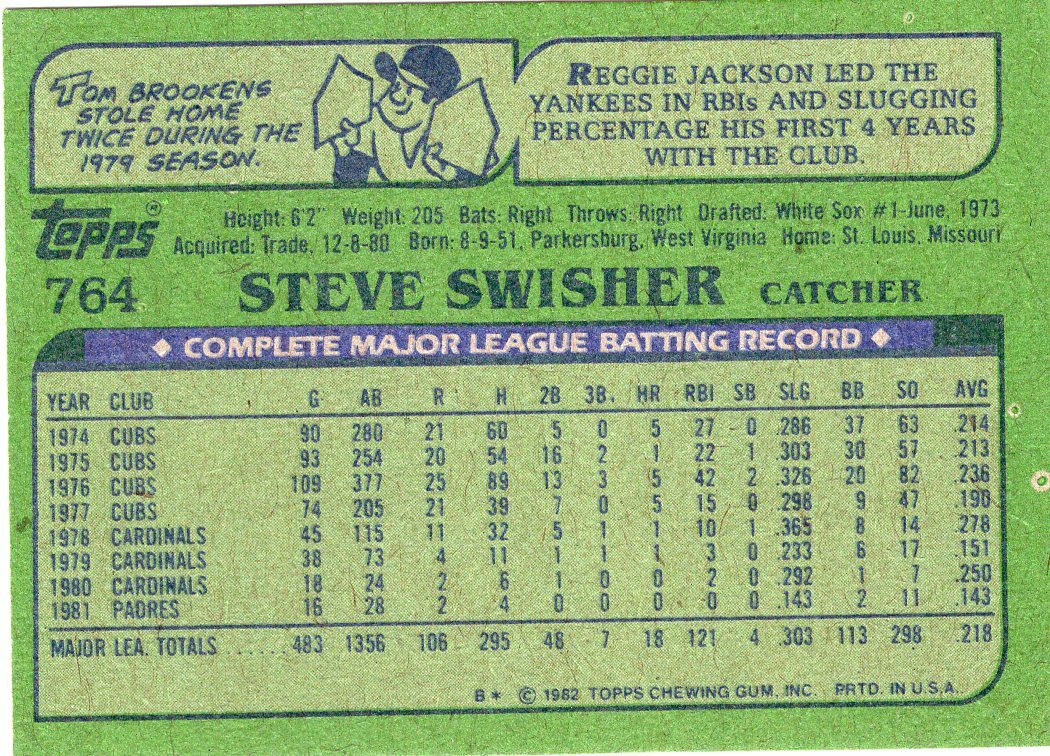 Tom Brookens
stole home
twice during the
1979 season.
Reggie Jackson led the
Yankees in RBIs and slugging
percentage his first 4 years
with the club.
Topps®
Height: 6'2" Weight: 205 Bats: Right Throws: Right Drafted: White Sox #1-June, 1973
Acquired: Trade, 12-8-80 Born: 8-9-51, Parkersburg, West Virginia Home: St. Louis, Missouri
764 STEVE SWISHER CATCHER
◆ COMPLETE MAJOR LEAGUE BATTING RECORD ◆
YEAR CLUB G AB R H 2B 3B. HR RBI SB SLG BB SO AVG
1974 CUBS 90 280 21 60 5 0 5 27 0 .286 37 63 .214
1975 CUBS 93 254 20 54 16 2 1 22 1 .303 30 57 .213
1976 CUBS 109 377 25 89 13 3 5 42 2 .326 20 82 .236
1977 CUBS 74 205 21 39 7 0 5 15 0 .298 9 47 .190
1978 CARDINALS 45 115 11 32 5 1 1 10 1 .365 8 14 .278
1979 CARDINALS 38 73 4 11 1 1 1 3 0 .233 6 17 .151
1980 CARDINALS 18 24 2 6 1 0 0 2 0 .292 1 7 .250
1981 PADRES 16 28 2 4 0 0 0 0 0 .143 2 11 .143
MAJOR LEA. TOTALS ...... 483 1356 106 295 48 7 18 121 4 .303 113 298 .218
B* © 1982 TOPPS CHEWING GUM, INC. PRTD. IN U.S.A.